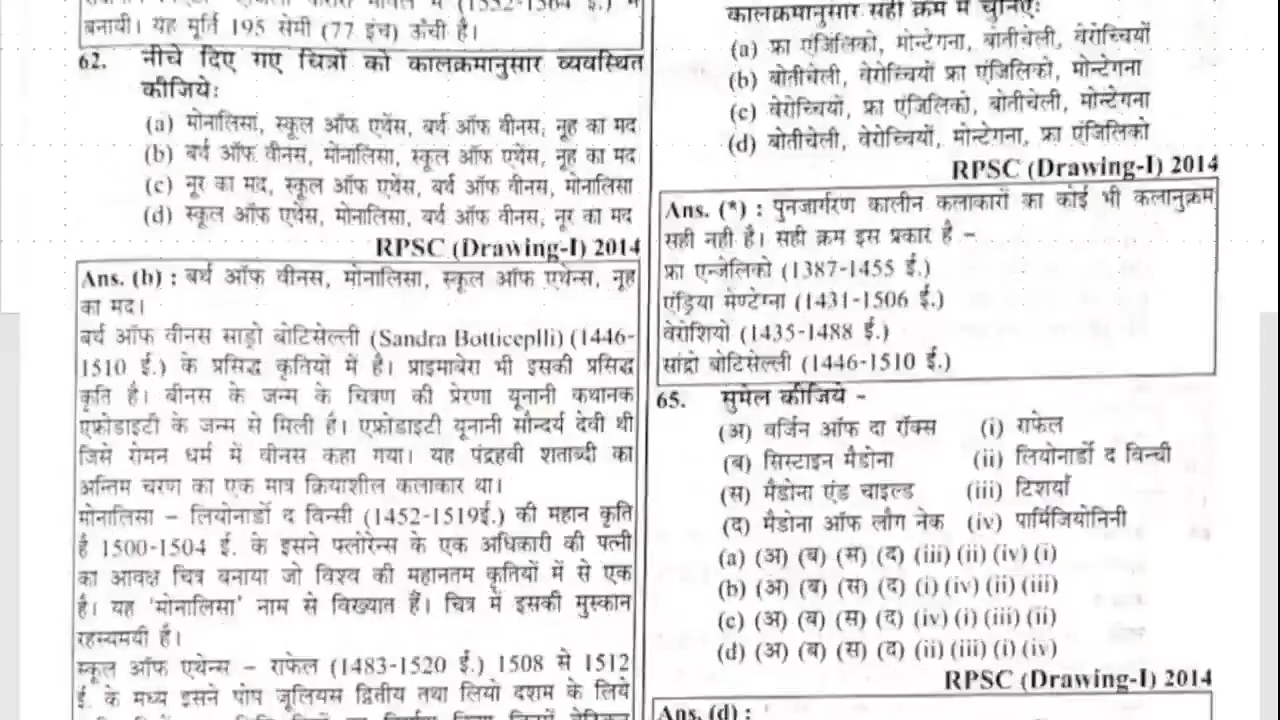 बनायी। यह मूर्ति 195 सेमी (77 इंच) ऊँची है।
62. नीचे दिए गए चित्रों को कालक्रमानुसार व्यवस्थित
कीजिये:
(a) मोनालिसा, स्कूल ऑफ एथेंस, बर्थ ऑफ वीनस, नूह का मद
(b) बर्थ ऑफ वीनस, मोनालिसा, स्कूल ऑफ एथेंस, नूह का मद
(c) नूर का मद, स्कूल ऑफ एथेंस, बर्थ ऑफ वीनस, मोनालिसा
(d) स्कूल ऑफ एथेंस, मोनालिसा, बर्थ ऑफ वीनस, नूर का मद
RPSC (Drawing-I) 2014
Ans. (b) : बर्थ ऑफ वीनस, मोनालिसा, स्कूल ऑफ एथेन्स, नूह
का मद।
बर्थ ऑफ वीनस साड्रो बोटिसेल्ली (Sandra Botticeplli) (1446-
1510 ई.) के प्रसिद्ध कृतियों में है। प्राइमाबेरा भी इसकी प्रसिद्ध
कृति है। बीनस के जन्म के चित्रण की प्रेरणा यूनानी कथानक
एफ्रोडाइटी के जन्म से मिली है। एफ्रोडाइटी यूनानी सौन्दर्य देवी थी
जिसे रोमन धर्म में वीनस कहा गया। यह पंद्रहवी शताब्दी का
अन्तिम चरण का एक मात्र क्रियाशील कलाकार था।
मोनालिसा – लियोनार्डो द विन्सी (1452-1519ई.) की महान कृति
है 1500-1504 ई. के इसने फ्लोरेन्स के एक अधिकारी की पत्नी
का आवक्ष चित्र बनाया जो विश्व की महानतम कृतियों में से एक
है। यह 'मोनालिसा' नाम से विख्यात हैं। चित्र में इसकी मुस्कान
रहस्यमयी है।
स्कूल ऑफ एथेन्स – राफेल (1483-1520 ई.) 1508 से 1512
ई. के मध्य इसने पोप जूलियस द्वितीय तथा लियो दशम के लिये
कालक्रमानुसार सही क्रम में चुनिए:
(a) फ्रा एंजिलिको, मोन्टेगना, बोतीचेली, वेरोच्चियों
(b) बोतीचेली, वेरोच्चियों फ्रा एंजिलिको, मोन्टेगना
(c) वेरोच्चियों, फ्रा एंजिलिको, बोतीचेली, मोन्टेगना
(d) बोतीचेली, वेरोच्चियों, मोन्टेगना, फ्रा एंजिलिको
RPSC (Drawing-I) 2014
Ans. (*) : पुनजार्गरण कालीन कलाकारों का कोई भी कलानुक्रम
सही नही है। सही क्रम इस प्रकार है –
फ्रा एन्जेलिको (1387-1455 ई.)
एंड्रिया मेण्टेग्ना (1431-1506 ई.)
वेरोशियो (1435-1488 ई.)
सांद्रो बोटिसेल्ली (1446-1510 ई.)
65. सुमेल कीजिये –
(अ) वर्जिन ऑफ दा रॉक्स (i) राफेल
(ब) सिस्टाइन मैडोना (ii) लियोनार्डो द विन्ची
(स) मैडोना एंड चाइल्ड (iii) टिशयाँ
(द) मैडोना ऑफ लौंग नेक (iv) पार्मिजियोनिनी
(a) (अ) (ब) (स) (द) (iii) (ii) (iv) (i)
(b) (अ) (ब) (स) (द) (i) (iv) (ii) (iii)
(c) (अ) (ब) (स) (द) (iv) (i) (iii) (ii)
(d) (अ) (ब) (स) (द) (ii) (iii) (i) (iv)
RPSC (Drawing-I) 2014
Ans. (d) :